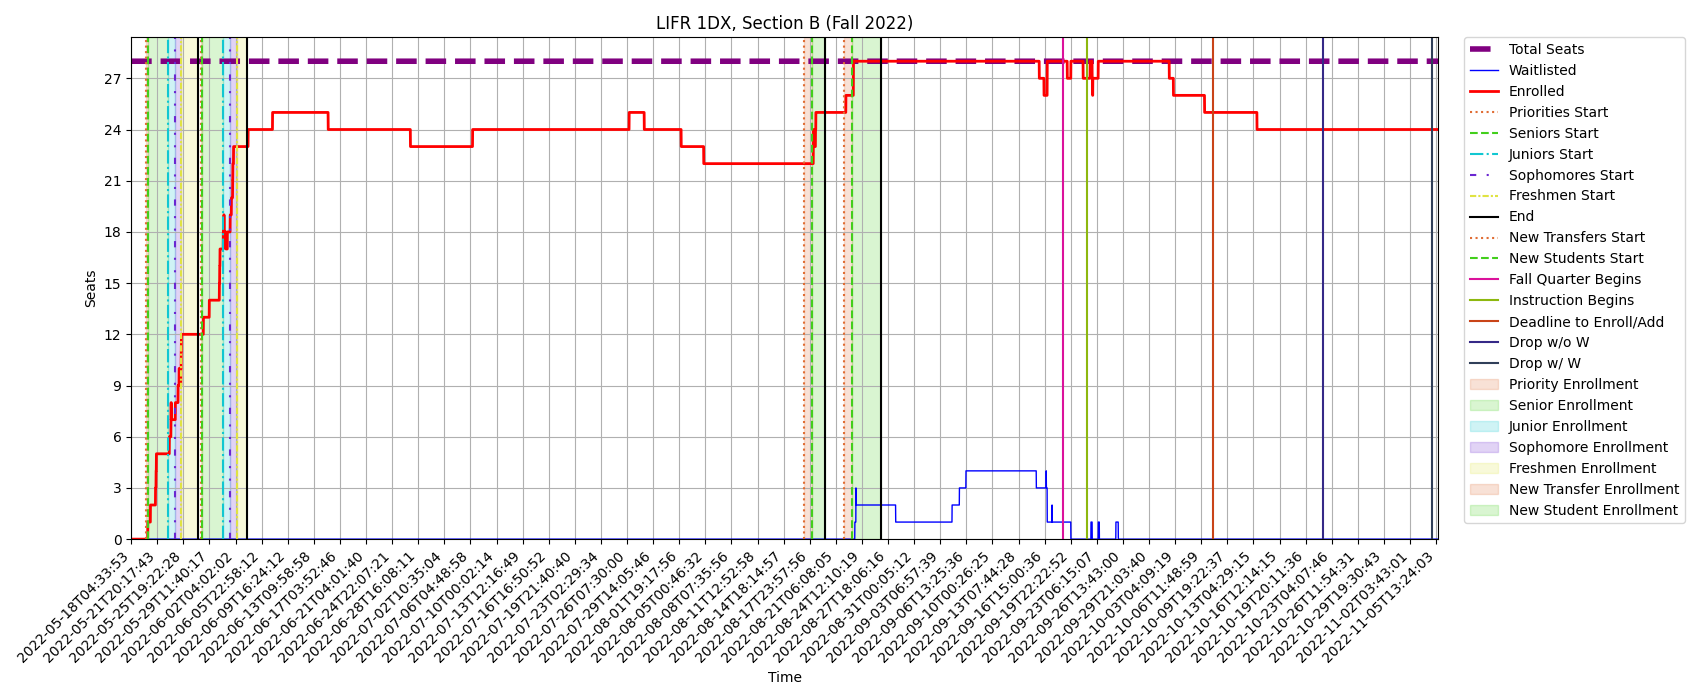 LIFR 1DX, Section B (Fall 2022)
Seats
27
24
21
18
15
12
9
6
3
0
2022-05-18T04:33:53
2022-05-21T20:17:43
2022-05-25T19:22:28
2022-05-29T11:40:17
2022-06-02T04:02:02
2022-06-05T22:58:12
2022-06-09T16:24:12
2022-06-13T09:58:58
2022-06-17T03:52:46
2022-06-21T04:01:40
2022-06-24T22:07:21
2022-06-28T16:08:11
2022-07-02T10:35:04
2022-07-06T04:48:58
2022-07-10T00:02:14
2022-07-13T12:16:49
2022-07-16T16:50:52
2022-07-19T21:40:40
2022-07-23T02:29:34
2022-07-26T07:30:00
2022-07-29T14:05:46
2022-08-01T19:17:56
2022-08-05T00:46:32
2022-08-08T07:35:56
2022-08-11T12:52:58
2022-08-14T18:14:57
2022-08-17T23:57:56
2022-08-21T06:08:05
2022-08-24T12:10:19
2022-08-27T18:06:16
2022-08-31T00:05:12
2022-09-03T06:57:39
2022-09-06T13:25:36
2022-09-10T00:26:25
2022-09-13T07:44:28
2022-09-16T15:00:36
2022-09-19T22:22:52
2022-09-23T06:15:07
2022-09-26T13:43:00
2022-09-29T21:03:40
2022-10-03T04:09:19
2022-10-06T11:48:59
2022-10-09T19:22:37
2022-10-13T04:29:15
2022-10-16T12:14:15
2022-10-19T20:11:36
2022-10-23T04:07:46
2022-10-26T11:54:31
2022-10-29T19:30:43
2022-11-02T03:43:01
2022-11-05T13:24:03
Time
Total Seats
Waitlisted
Enrolled
Priorities Start
Seniors Start
Juniors Start
Sophomores Start
Freshmen Start
End
New Transfers Start
New Students Start
Fall Quarter Begins
Instruction Begins
Deadline to Enroll/Add
Drop w/o W
Drop w/ W
Priority Enrollment
Senior Enrollment
Junior Enrollment
Sophomore Enrollment
Freshmen Enrollment
New Transfer Enrollment
New Student Enrollment